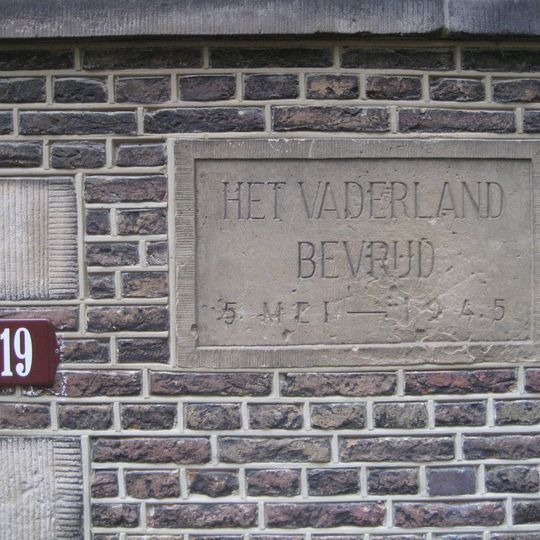 HET VADERLAND
BEVRIJD
5 MEI — 1945
19